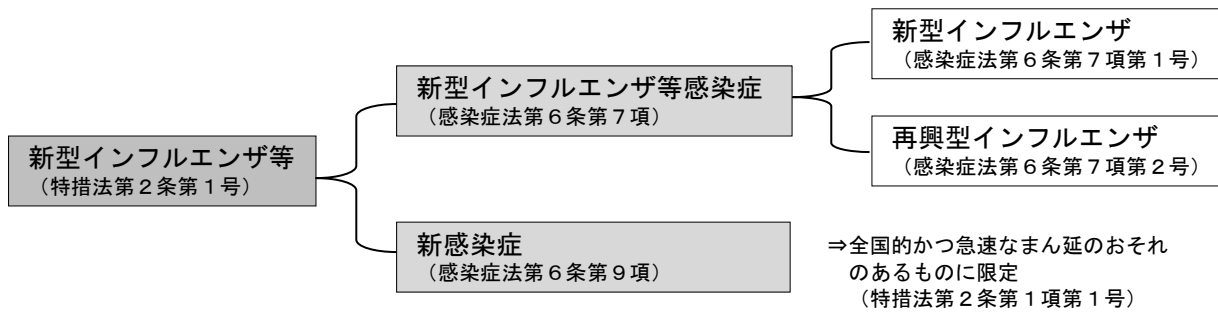 新型インフルエンザ等
(特措法第２条第１号)
新型インフルエンザ等感染症
(感染症法第６条第７項)
新感染症
(感染症法第６条第９項)
新型インフルエンザ
(感染症法第６条第７項第１号)
再興型インフルエンザ
(感染症法第６条第７項第２号)
⇒全国的かつ急速なまん延のおそれ
のあるものに限定
(特措法第２条第１項第１号)